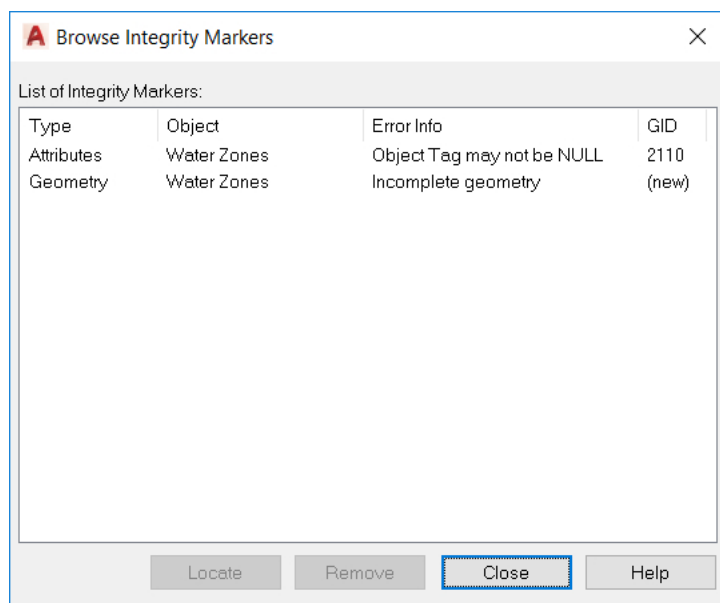 Browse Integrity Markers
List of Integrity Markers:
Type Object Error Info GID
Attributes Water Zones Object Tag may not be NULL 2110
Geometry Water Zones Incomplete geometry (new)
Locate Remove Close Help